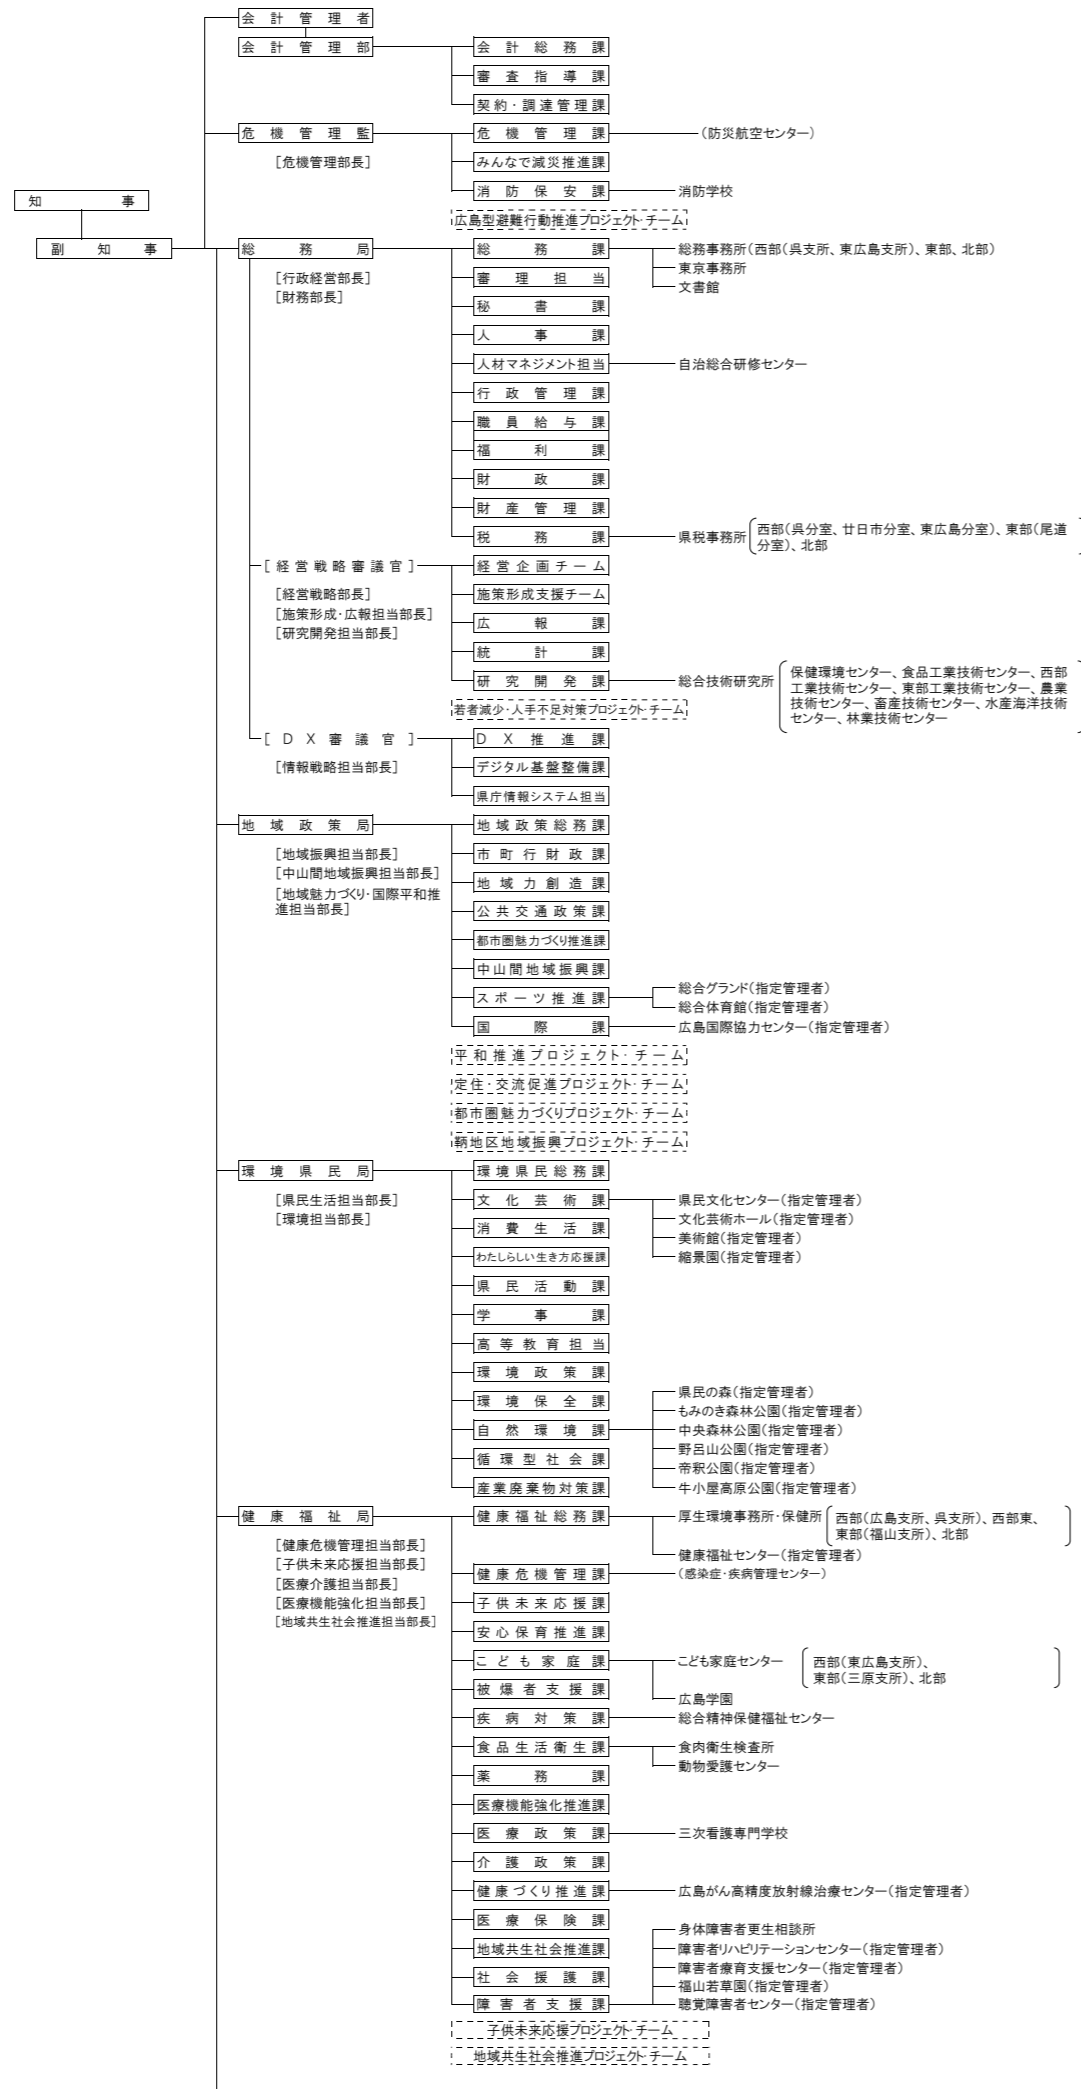 会計管理者
会計管理部
会計総務課
審査指導課
契約・調達管理課
危機管理監
危機管理課
（防災航空センター）
［危機管理部長］
みんなで減災推進課
消防保安課
消防学校
知事
広島型避難行動推進プロジェクト・チーム
副知事
総務局
総務課
総務事務所（西部（呉支所、東広島支所）、東部、北部）
［行政経営部長］
審理担当
東京事務所
［財務部長］
文書館
秘書課
人事課
人材マネジメント担当
自治総合研修センター
行政管理課
職員給与課
福利課
財政課
財産管理課
税務課
県税事務所
西部（呉分室、廿日市分室、東広島分室）、東部（尾道
分室）、北部
［経営戦略審議官］
経営企画チーム
［経営戦略部長］
施策形成支援チーム
［施策形成・広報担当部長］
広報課
［研究開発担当部長］
統計課
研究開発課
総合技術研究所
保健環境センター、食品工業技術センター、西部
工業技術センター、東部工業技術センター、農業
技術センター、畜産技術センター、水産海洋技術
センター、林業技術センター
若者減少・人手不足対策プロジェクト・チーム
［DX審議官］
DX推進課
［情報戦略担当部長］
デジタル基盤整備課
県庁情報システム担当
地域政策局
地域政策総務課
［地域振興担当部長］
市町行財政課
［中山間地域振興担当部長］
地域力創造課
［地域魅力づくり・国際平和推
進担当部長］
公共交通政策課
都市圏魅力づくり推進課
中山間地域振興課
スポーツ推進課
総合グランド（指定管理者）
総合体育館（指定管理者）
国際課
広島国際協力センター（指定管理者）
平和推進プロジェクト・チーム
定住・交流促進プロジェクト・チーム
都市圏魅力づくりプロジェクト・チーム
鞆地区地域振興プロジェクト・チーム
環境県民局
環境県民総務課
［県民生活担当部長］
文化芸術課
県民文化センター（指定管理者）
［環境担当部長］
文化芸術ホール（指定管理者）
消費生活課
美術館（指定管理者）
わたしらしい生き方応援課
縮景園（指定管理者）
県民活動課
学事課
高等教育担当
環境政策課
環境保全課
県民の森（指定管理者）
もみのき森林公園（指定管理者）
自然環境課
中央森林公園（指定管理者）
野呂山公園（指定管理者）
循環型社会課
帝釈公園（指定管理者）
産業廃棄物対策課
牛小屋高原公園（指定管理者）
健康福祉局
健康福祉総務課
厚生環境事務所・保健所
西部（広島支所、呉支所）、西部東、
東部（福山支所）、北部
［健康危機管理担当部長］
健康福祉センター（指定管理者）
［子供未来応援担当部長］
健康危機管理課
（感染症・疾病管理センター）
［医療介護担当部長］
［医療機能強化担当部長］
子供未来応援課
［地域共生社会推進担当部長］
安心保育推進課
こども家庭課
こども家庭センター
西部（東広島支所）、
東部（三原支所）、北部
被爆者支援課
広島学園
疾病対策課
総合精神保健福祉センター
食品生活衛生課
食肉衛生検査所
動物愛護センター
薬務課
医療機能強化推進課
医療政策課
三次看護専門学校
介護政策課
健康づくり推進課
広島がん高精度放射線治療センター（指定管理者）
医療保険課
身体障害者更生相談所
地域共生社会推進課
障害者リハビリテーションセンター（指定管理者）
障害者療育支援センター（指定管理者）
社会援護課
福山若草園（指定管理者）
障害者支援課
聴覚障害者センター（指定管理者）
子供未来応援プロジェクト・チーム
地域共生社会推進プロジェクト・チーム